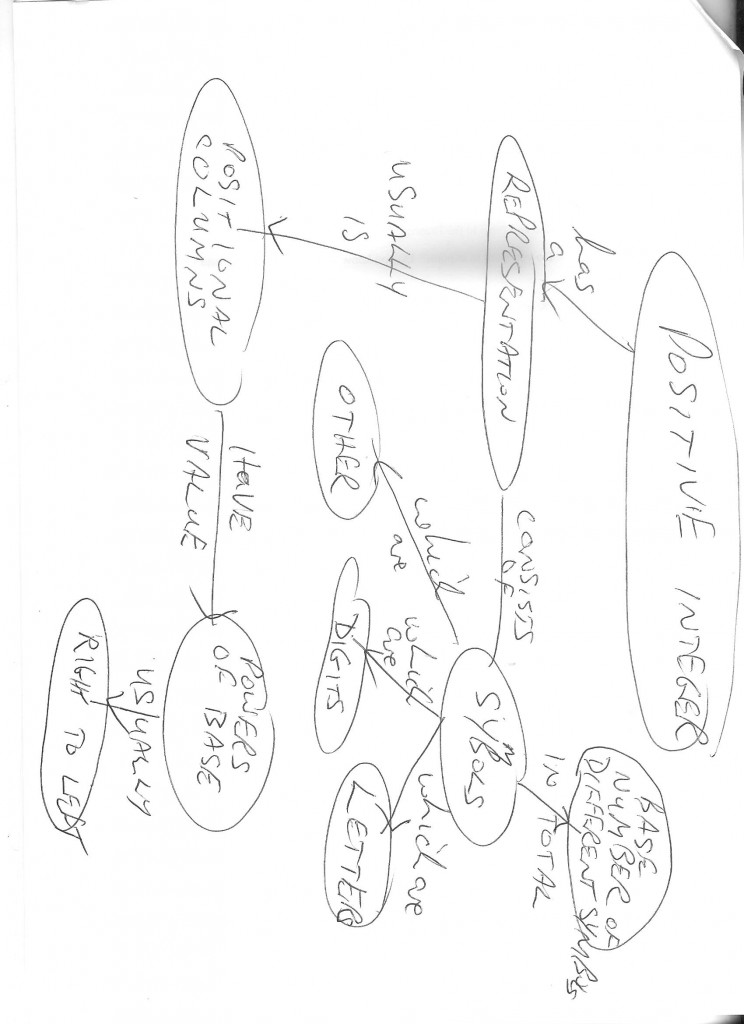 POSITIVE INTEGER
has
a
REPRESENTATION
USUALLY
IS
CONSISTS
OF
POSITIONAL
COLUMNS
HAVE
VALUE
POWERS
OF BASE
USUALLY
RIGHT TO LEFT
SYMBOLS
IN TOTAL
BASE
NUMBER OF
DIFFERENT SYMBOLS
which
are
OTHER
which
are
DIGITS
which are
LETTERS